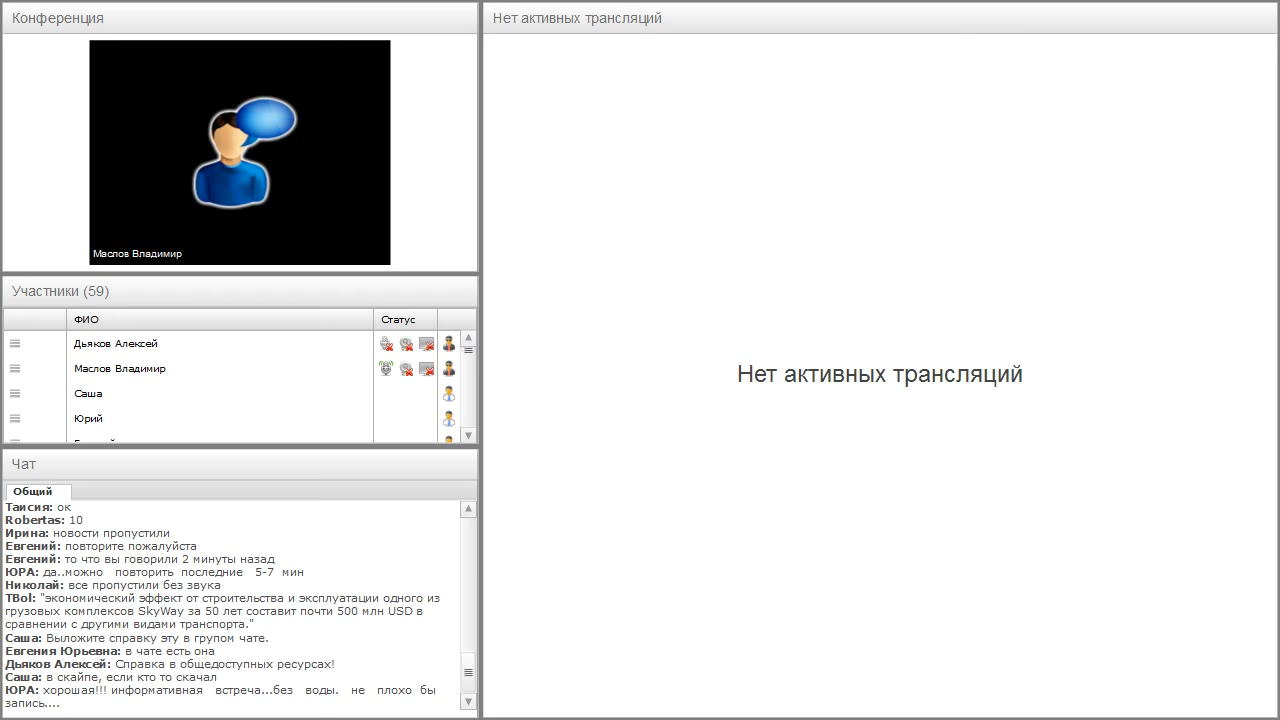 Конференция
Маслов Владимир
Участники (59)
ФИО
Статус
Дьяков Алексей
Маслов Владимир
Саша
Юрий
Чат
Общий
Таисия: ок
Robertas: 10
Ирина: новости пропустили
Евгений: повторите пожалуйста
Евгений: то что вы говорили 2 минуты назад
ЮРА: да..можно повторить последние 5-7 мин
Николай: все пропустили без звука
TBol: "экономический эффект от строительства и эксплуатации одного из
грузовых комплексов SkyWay за 50 лет составит почти 500 млн USD в
сравнении с другими видами транспорта."
Саша: Выложите справку эту в групом чате.
Евгения Юрьевна: в чате есть она
Дьяков Алексей: Справка в общедоступных ресурсах!
Саша: в скайпе, если кто то скачал
ЮРА: хорошая!!! информативная встреча...без воды. не плохо бы
запись....
Нет активных трансляций
Нет активных трансляций